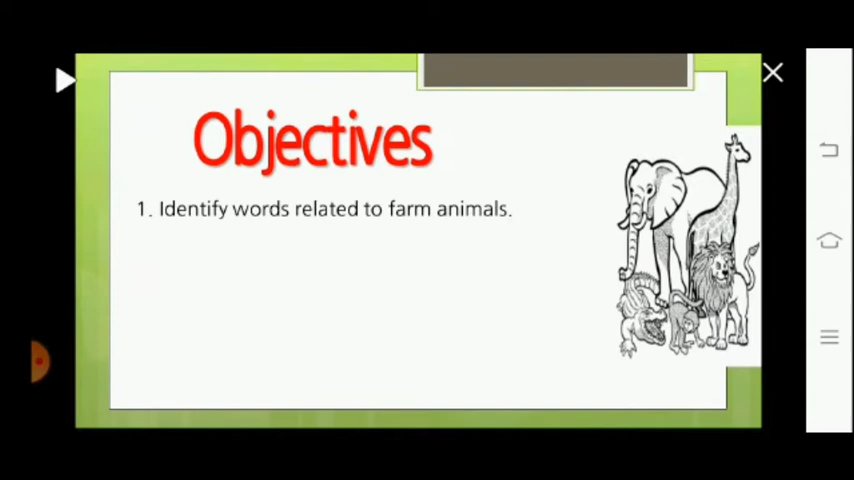 Objectives
1. Identify words related to farm animals.